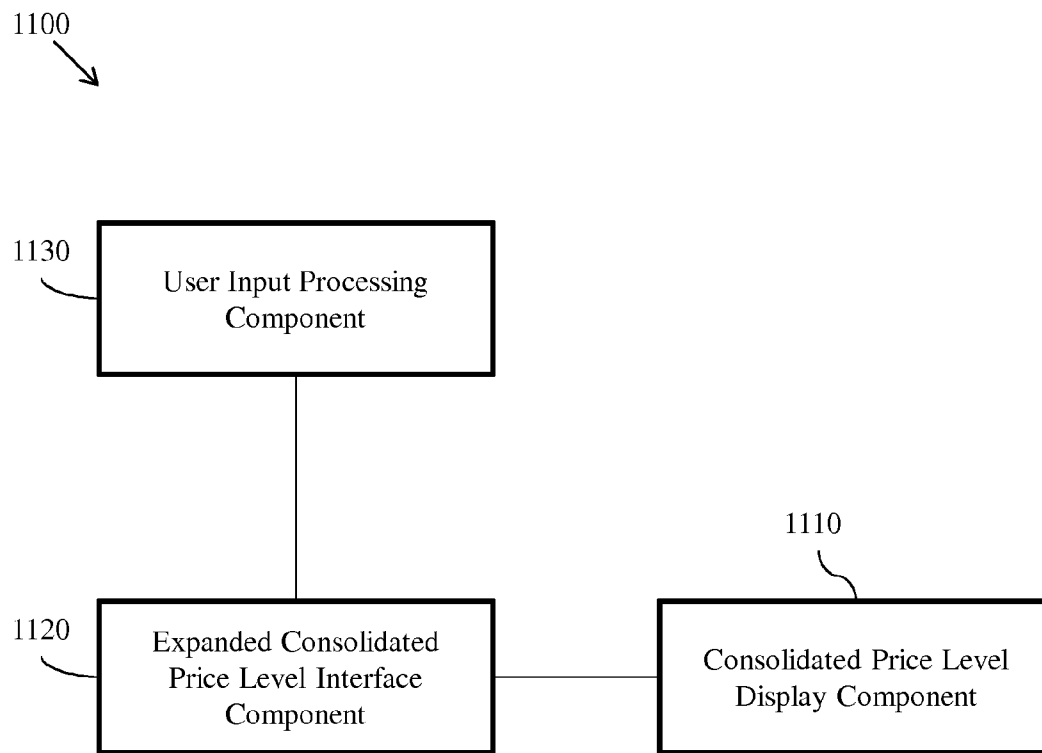 1100
1130
User Input Processing
Component
1110
1120
Expanded Consolidated
Price Level Interface
Component
Consolidated Price Level
Display Component